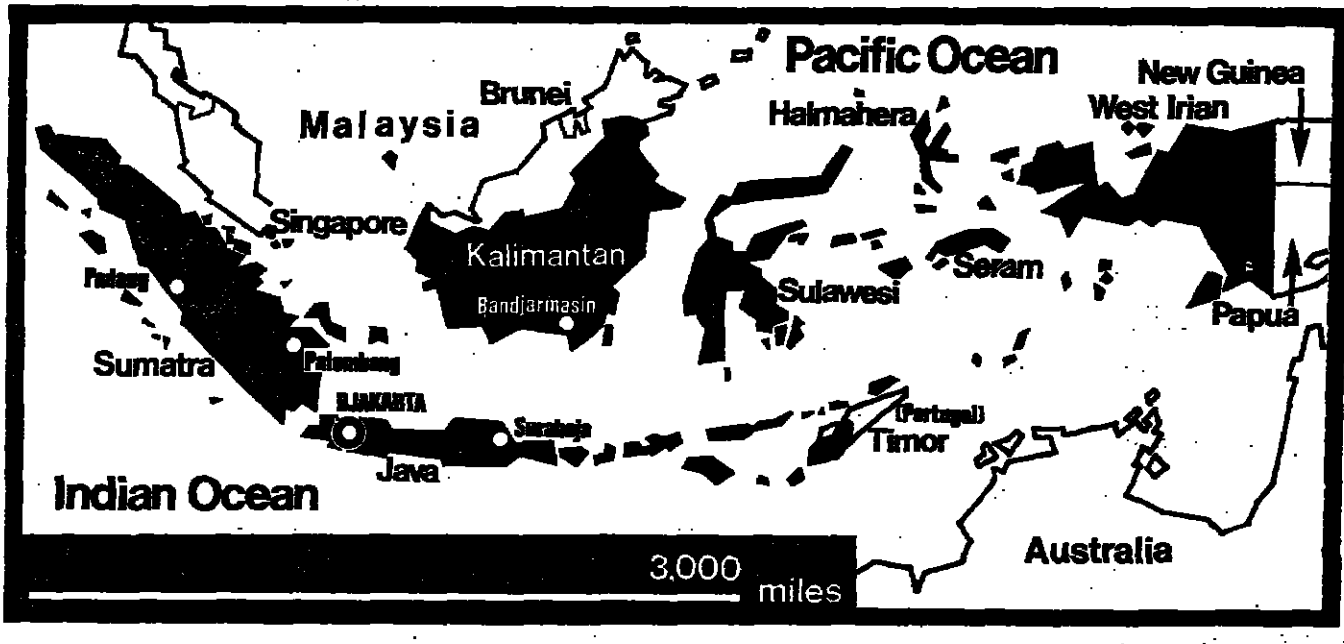 Pacific Ocean
New Guinea
Brunei
Malaysia
Halmahera
West Irian
Singapore
Kalimantan
Seram
Padang
Bandjarmasin
Sulawesi
Papua
Sumatra
Palembang
DJAKARTA
Surabaja
(Portugal)
Timor
Java
Indian Ocean
Australia
3,000
miles